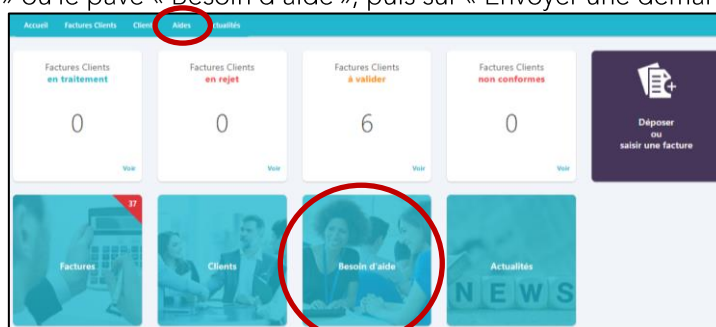 » ou le pavé « Besoin d'aide », puis sur « Envoyer une
Accueil Factures Clients Aides Actualités
Factures Clients
en traitement
0
Voir
Factures Clients
en rejet
0
Voir
Factures Clients
à valider
6
Voir
Factures Clients
non conformes
0
Voir
Déposer
ou
saisir une facture
37
Factures
Clients
Besoin d'aide
Actualités
NEWS